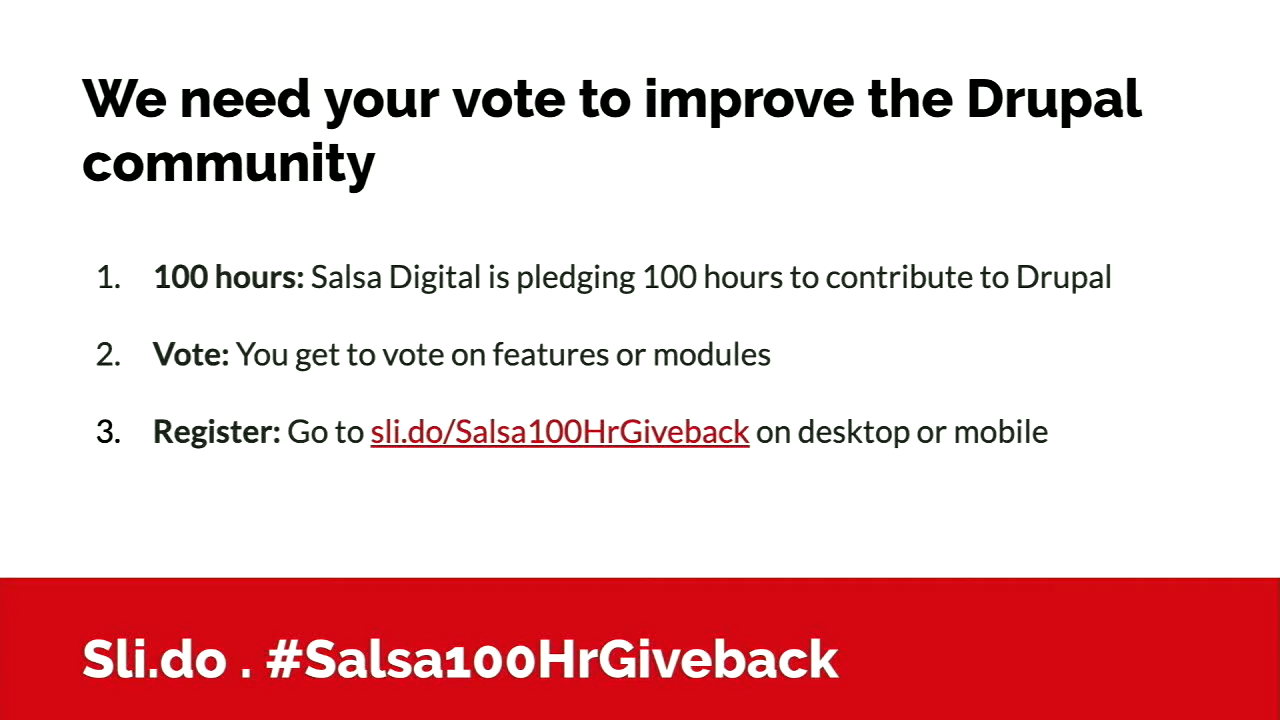 We need your vote to improve the Drupal
community
1. 100 hours: Salsa Digital is pledging 100 hours to contribute to Drupal
2. Vote: You get to vote on features or modules
3. Register: Go to sli.do/Salsa100HrGiveback on desktop or mobile
Sli.do . #Salsa100HrGiveback